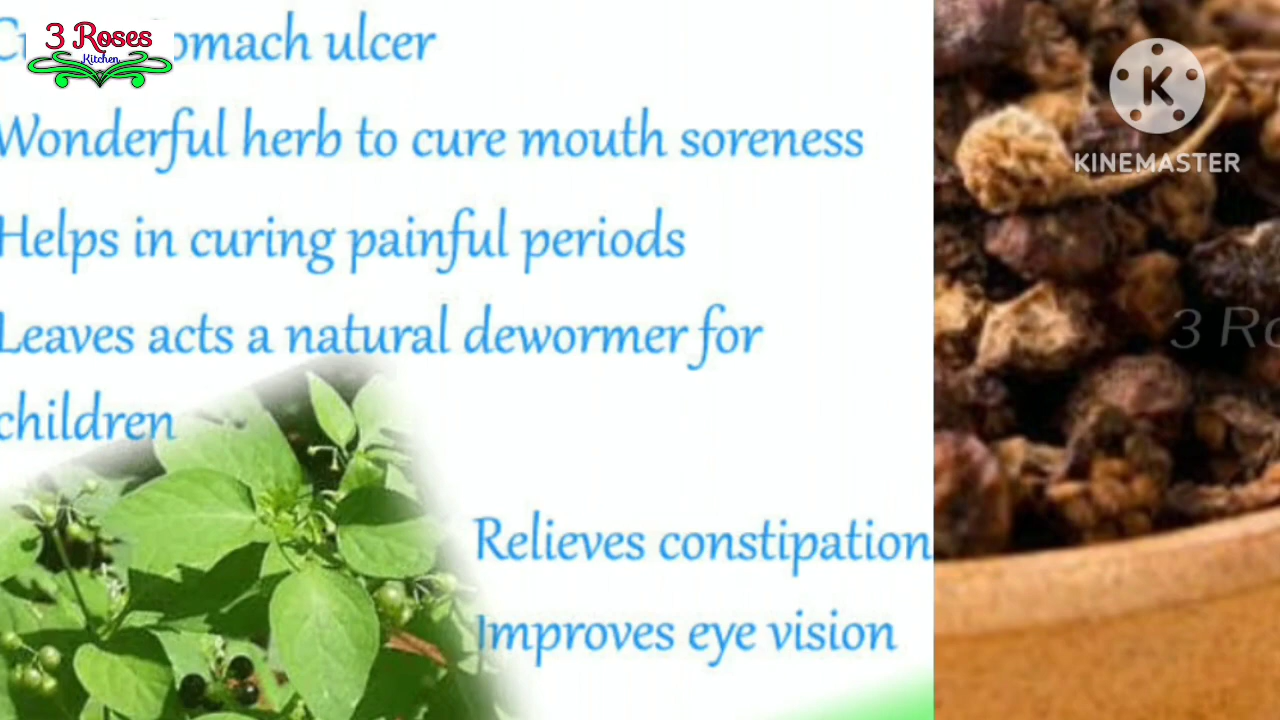 3 Roses
Kitchen
omach ulcer
Wonderful herb to cure mouth soreness
Helps in curing painful periods
Leaves acts a natural dewormer for
children
Relieves constipation
Improves eye vision
K
KINEMASTER
3 Ro